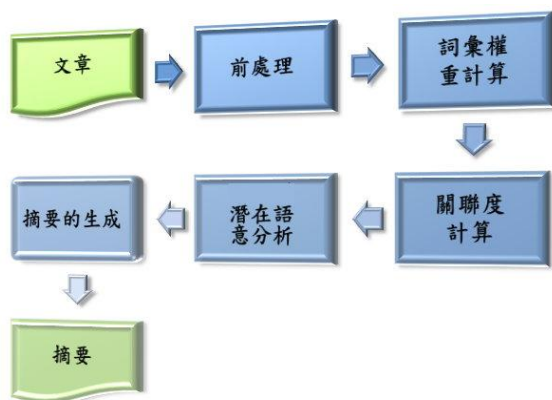 文章
前處理
詞彙權
重計算
關聯度
計算
潛在語
意分析
摘要的生成
摘要